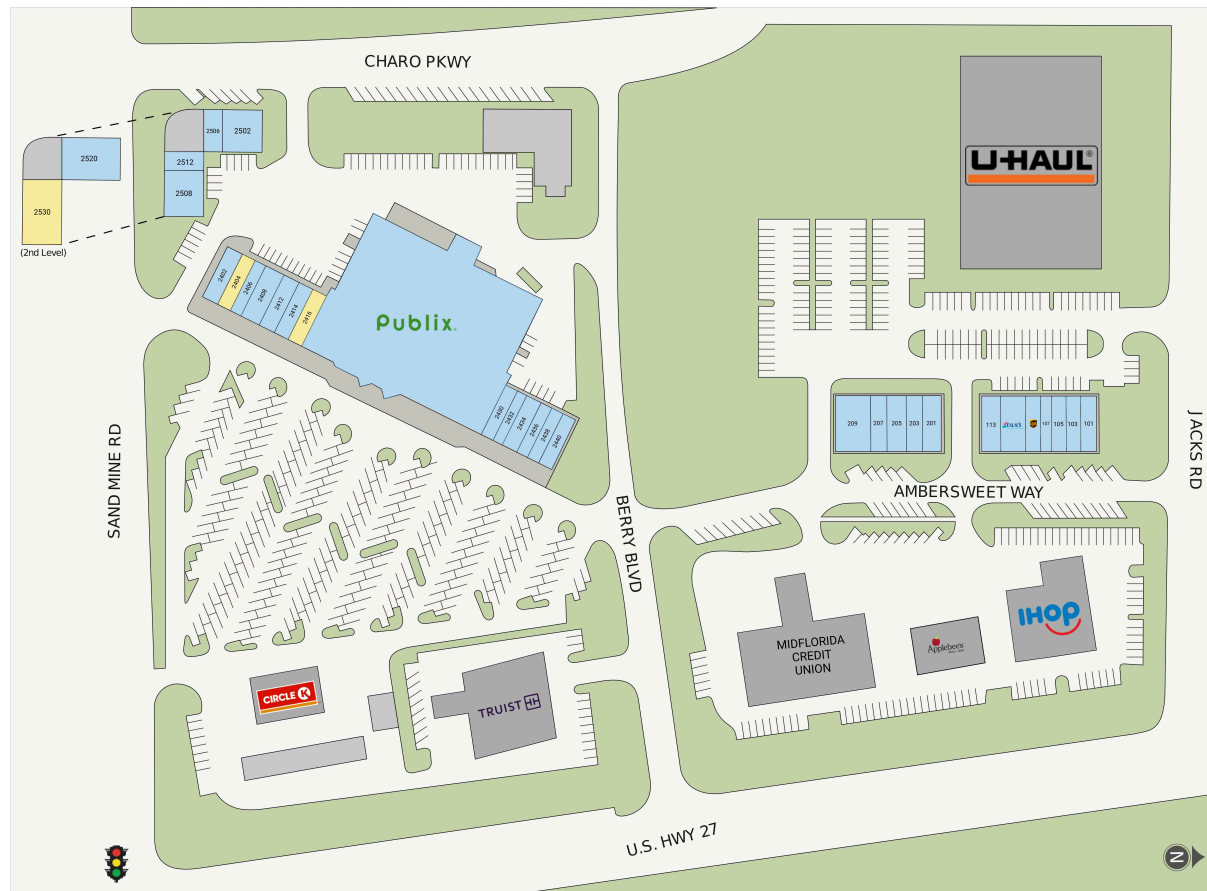 CHARO PKWY
U-HAUL®
2506
2502
2520
2512
2508
2530
(2nd Level)
2402
2404
2406
2408
2412
2414
2416
Publix.
2430
2432
2434
2436
2438
2440
209
207
205
203
201
113
107
105
103
101
SAND MINE RD
JACKS RD
AMBERSWEET WAY
BERRY BLVD
IHOP
MIDFLORIDA
CREDIT
UNION
Applebee's
CIRCLE K
TRUIST
U.S. HWY 27
N